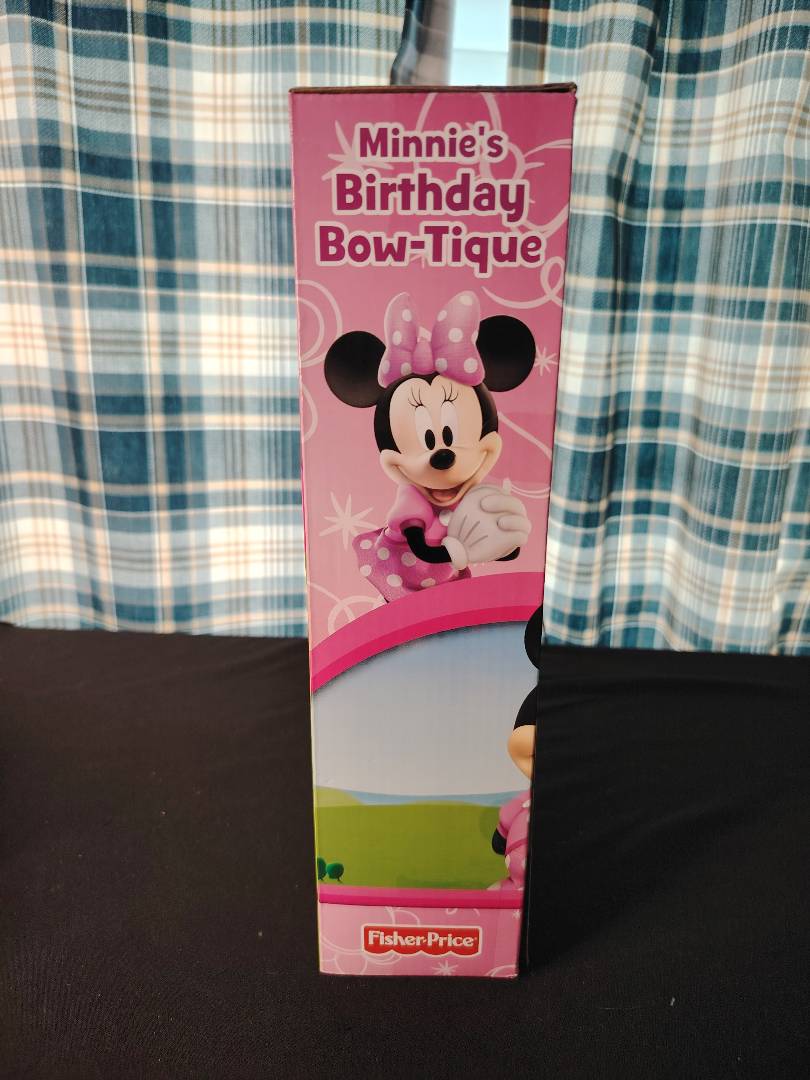 Minnie's
Birthday
Bow-Tique
Fisher-Price